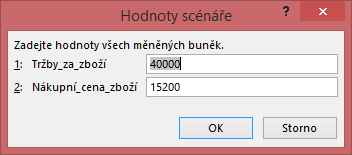 Hodnoty scénáře
?
Zadejte hodnoty všech měněných buněk.
1: Tržby_za_zboží 40000
2: Nákupní_cena_zboží 15200
OK Storno